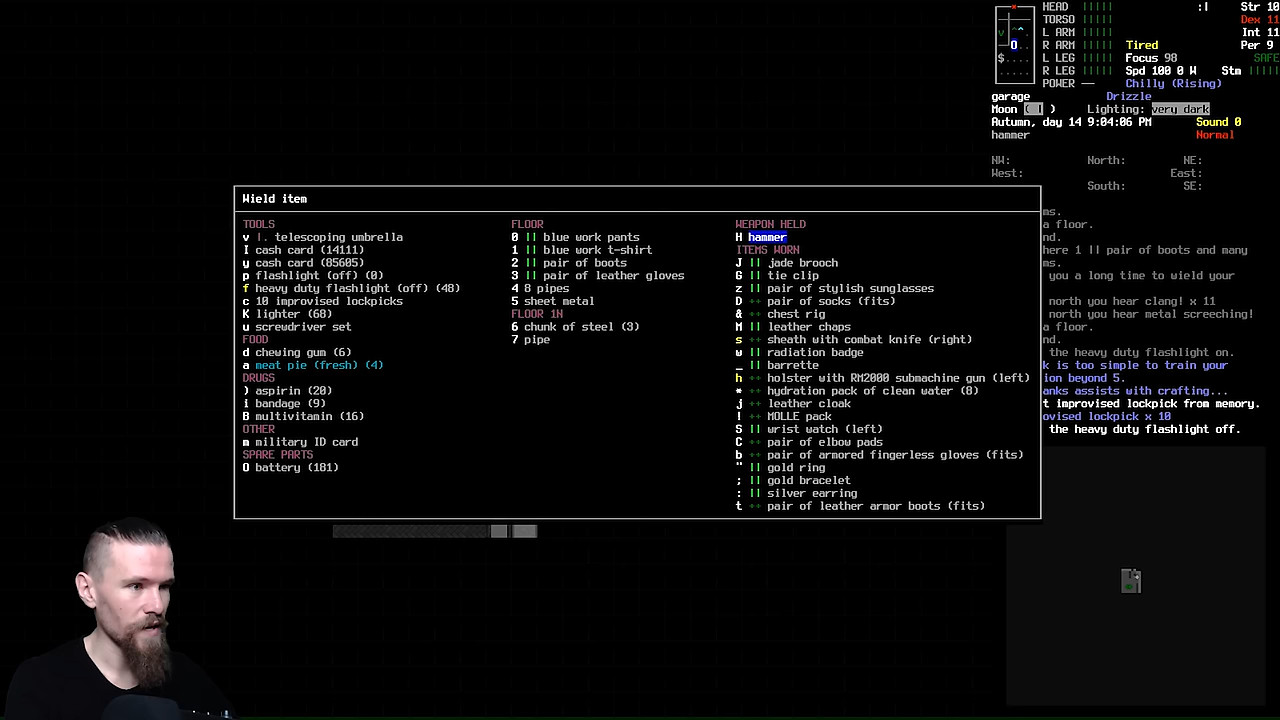 HEAD ||||| :| Str 10
TORSO ||||| Dex 11
L ARM ||||| Int 11
R ARM ||||| Tired Per 9
L LEG ||||| Focus 98 SAFE
R LEG ||||| Spd 100 0 W Stm |||||
POWER —— Chilly (Rising)
garage Drizzle
Moon ( | ) Lighting: very dark
Autumn, day 14 9:04:06 PM Sound 0
hammer Normal
NW: North: NE:
West: East:
South: SE:
Wield item
TOOLS
v |. telescoping umbrella
I cash card (14111)
y cash card (85605)
p flashlight (off) (0)
f heavy duty flashlight (off) (48)
c 10 improvised lockpicks
K lighter (60)
u screwdriver set
FOOD
d chewing gum (6)
a meat pie (fresh) (4)
DRUGS
) aspirin (20)
i bandage (9)
B multivitamin (16)
OTHER
m military ID card
SPARE PARTS
O battery (181)
FLOOR
0 || blue work pants
1 || blue work t-shirt
2 || pair of boots
3 || pair of leather gloves
4 8 pipes
5 sheet metal
FLOOR 1N
6 chunk of steel (3)
7 pipe
WEAPON HELD
H hammer
ITEMS WORN
J || jade brooch
G || tie clip
z || pair of stylish sunglasses
D ++ pair of socks (fits)
& ++ chest rig
M || leather chaps
s ++ sheath with combat knife (right)
w || radiation badge
_ || barrette
h ++ holster with RM2000 submachine gun (left)
* ++ hydration pack of clean water (8)
j ++ leather cloak
! ++ MOLLE pack
S || wrist watch (left)
C ++ pair of elbow pads
b ++ pair of armored fingerless gloves (fits)
" || gold ring
; || gold bracelet
: || silver earring
t ++ pair of leather armor boots (fits)
ms.
a floor.
nd.
here 1 || pair of boots and many
ms.
you a long time to wield your
north you hear clang! x 11
north you hear metal screeching!
a floor.
nd.
the heavy duty flashlight on.
k is too simple to train your
ion beyond 5.
anks assists with crafting...
t improvised lockpick from memory.
ovised lockpick x 10
the heavy duty flashlight off.